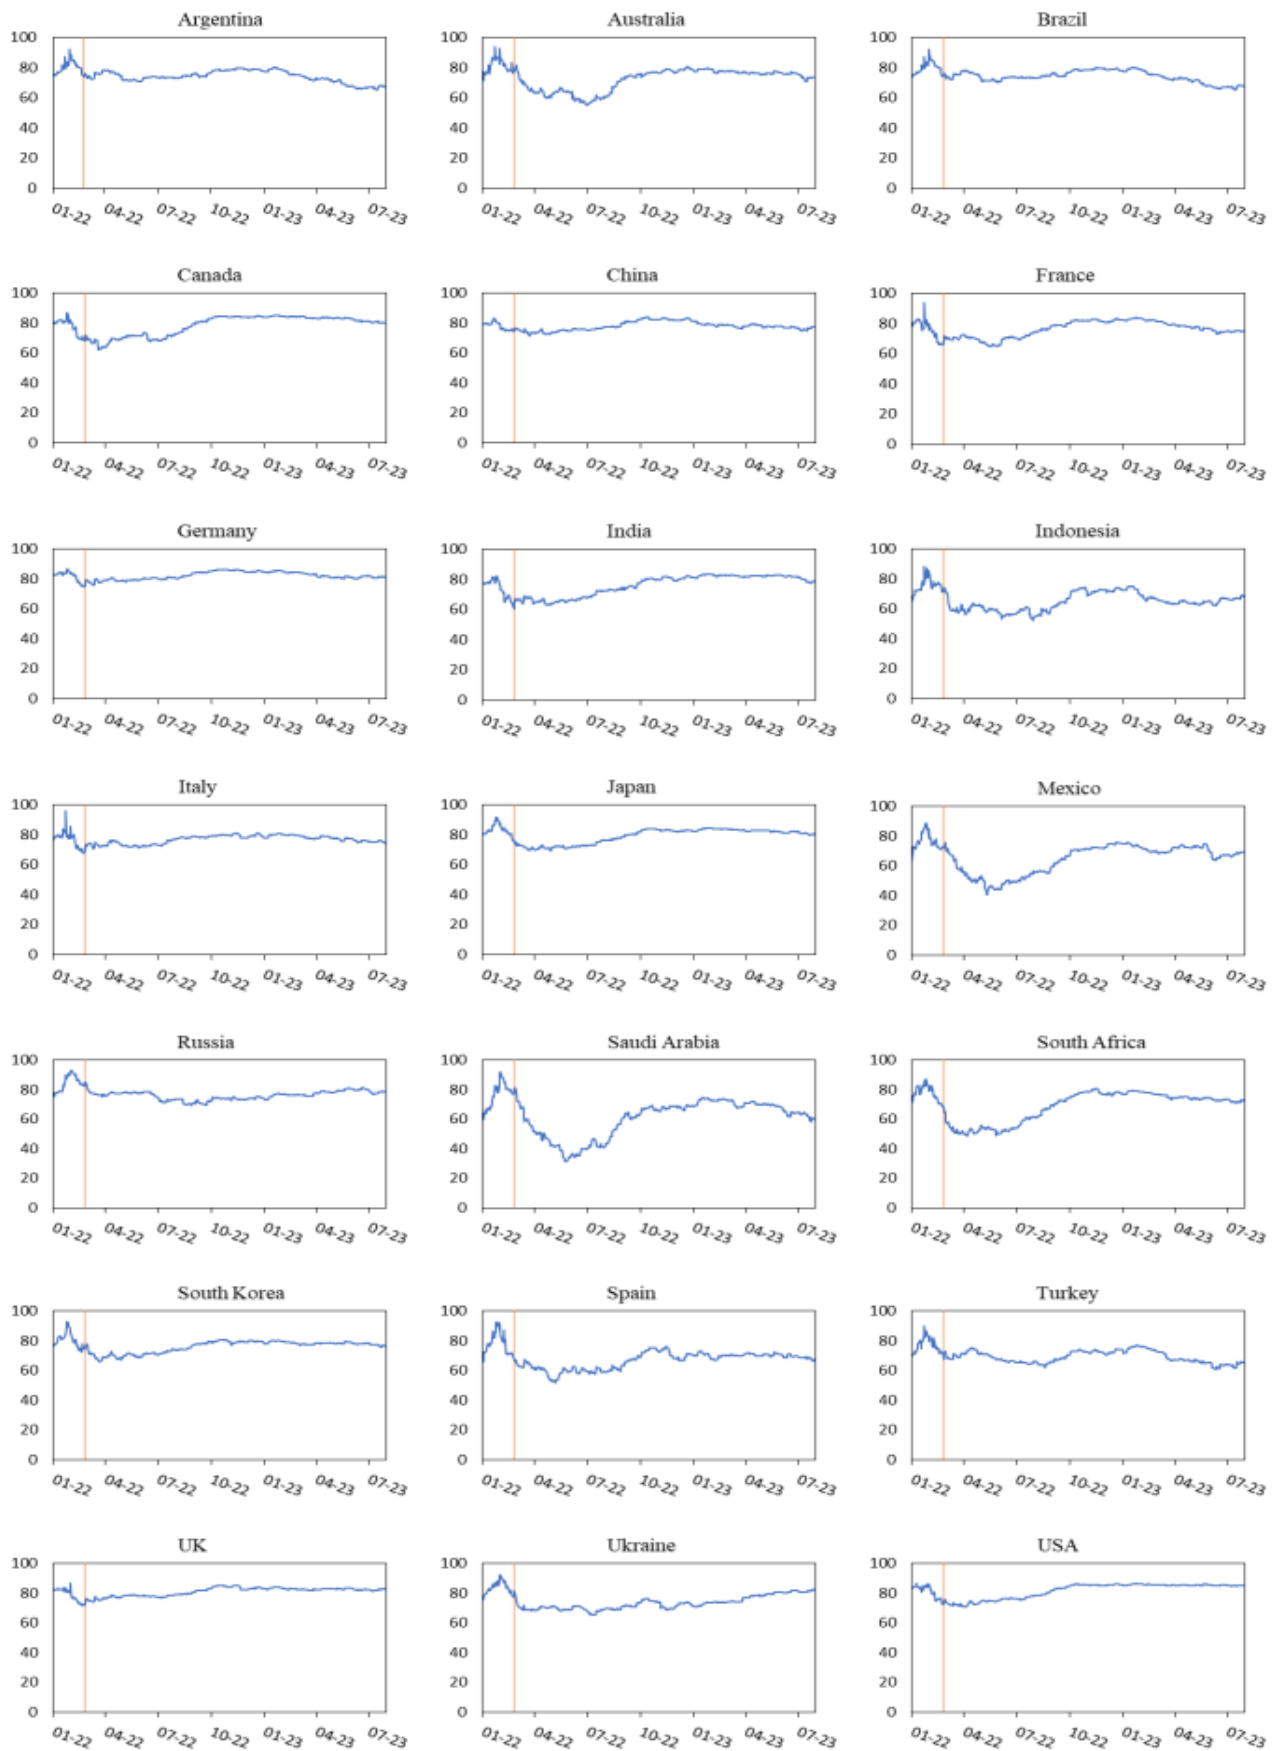 Argentina Australia Brazil
100 100 100
80 80 80
60 60 60
40 40 40
20 20 20
0 0 0
01-22 04-22 07-22 10-22 01-23 04-23 07-23 01-22 04-22 07-22 10-22 01-23 04-23 07-23 01-22 04-22 07-22 10-22 01-23 04-23 07-23
Canada China France
100 100 100
80 80 80
60 60 60
40 40 40
20 20 20
0 0 0
01-22 04-22 07-22 10-22 01-23 04-23 07-23 01-22 04-22 07-22 10-22 01-23 04-23 07-23 01-22 04-22 07-22 10-22 01-23 04-23 07-23
Germany India Indonesia
100 100 100
80 80 80
60 60 60
40 40 40
20 20 20
0 0 0
01-22 04-22 07-22 10-22 01-23 04-23 07-23 01-22 04-22 07-22 10-22 01-23 04-23 07-23 01-22 04-22 07-22 10-22 01-23 04-23 07-23
Italy Japan Mexico
100 100 100
80 80 80
60 60 60
40 40 40
20 20 20
0 0 0
01-22 04-22 07-22 10-22 01-23 04-23 07-23 01-22 04-22 07-22 10-22 01-23 04-23 07-23 01-22 04-22 07-22 10-22 01-23 04-23 07-23
Russia Saudi Arabia South Africa
100 100 100
80 80 80
60 60 60
40 40 40
20 20 20
0 0 0
01-22 04-22 07-22 10-22 01-23 04-23 07-23 01-22 04-22 07-22 10-22 01-23 04-23 07-23 01-22 04-22 07-22 10-22 01-23 04-23 07-23
South Korea Spain Turkey
100 100 100
80 80 80
60 60 60
40 40 40
20 20 20
0 0 0
01-22 04-22 07-22 10-22 01-23 04-23 07-23 01-22 04-22 07-22 10-22 01-23 04-23 07-23 01-22 04-22 07-22 10-22 01-23 04-23 07-23
UK Ukraine USA
100 100 100
80 80 80
60 60 60
40 40 40
20 20 20
0 0 0
01-22 04-22 07-22 10-22 01-23 04-23 07-23 01-22 04-22 07-22 10-22 01-23 04-23 07-23 01-22 04-22 07-22 10-22 01-23 04-23 07-23